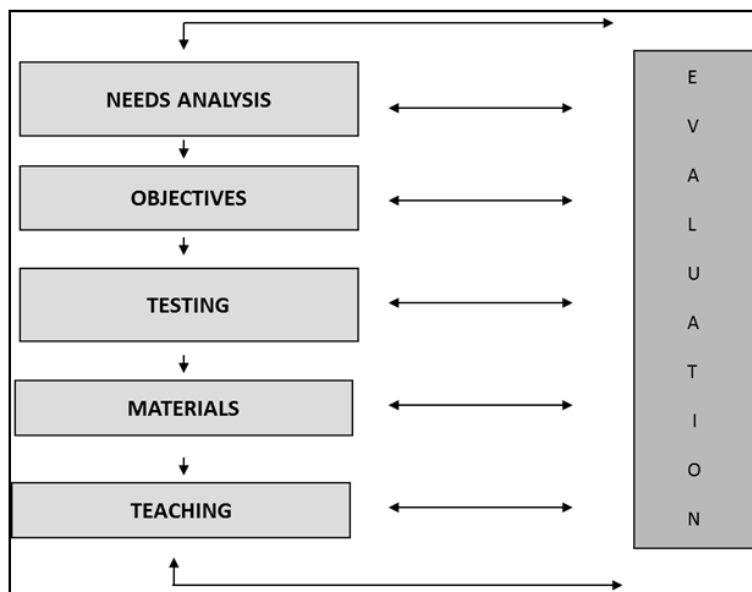 NEEDS ANALYSIS
OBJECTIVES
TESTING
MATERIALS
TEACHING
E
V
A
L
U
A
T
I
O
N